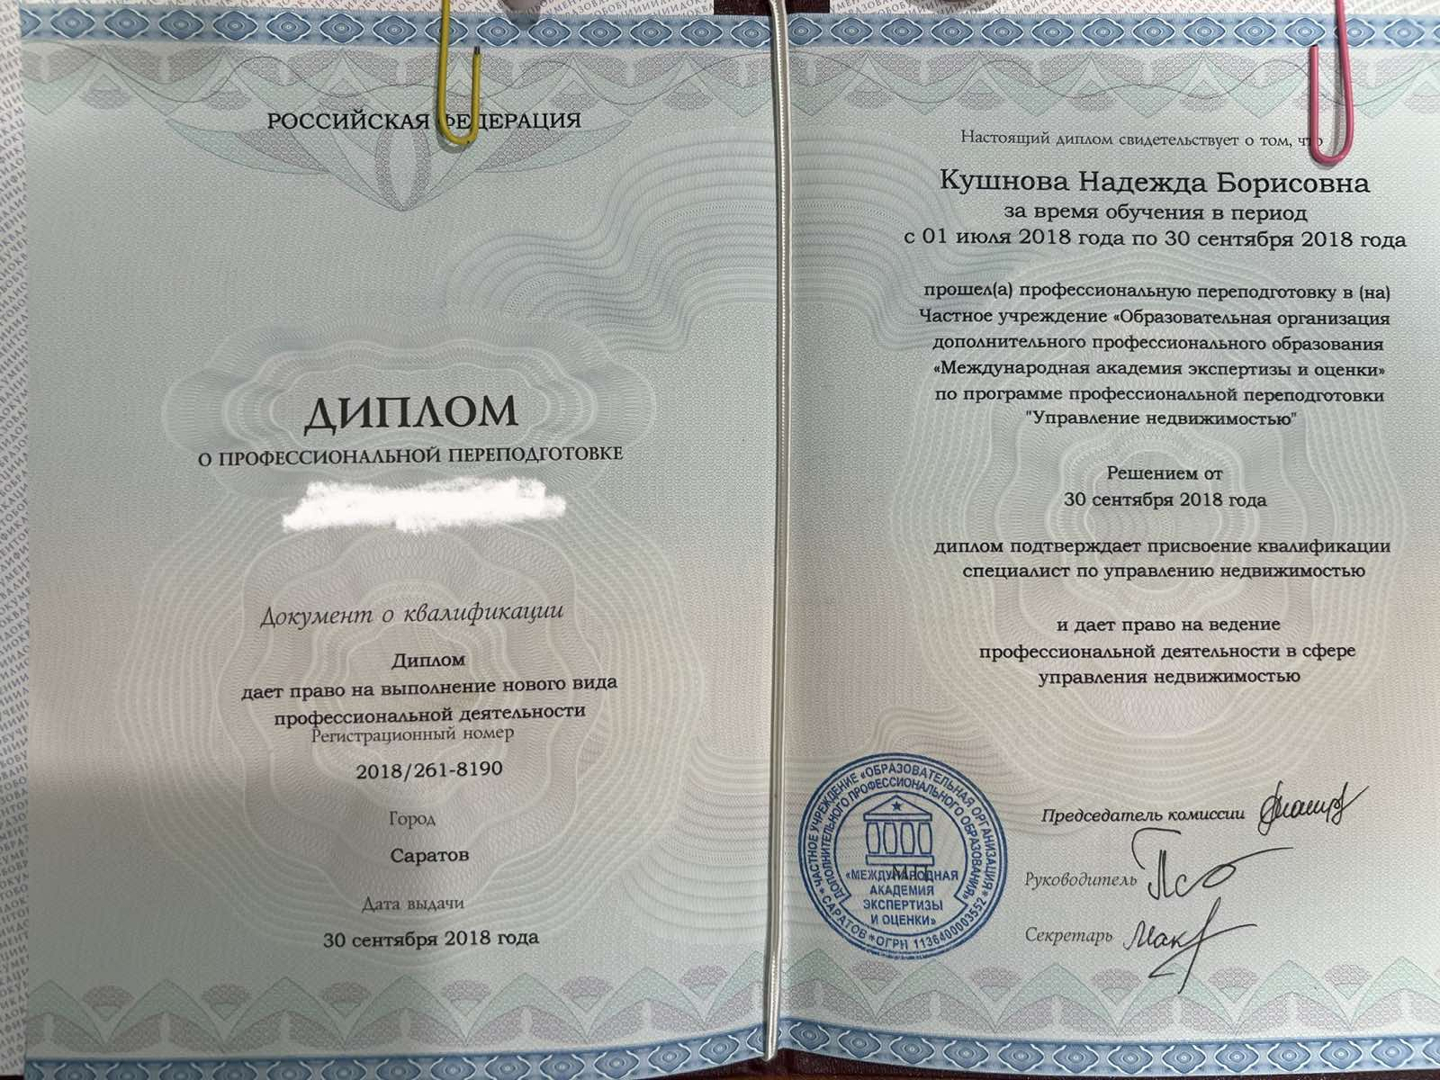 РОССИЙСКАЯ ФЕДЕРАЦИЯ
ДИПЛОМ
О ПРОФЕССИОНАЛЬНОЙ ПЕРЕПОДГОТОВКЕ
Документ о квалификации
Диплом
дает право на выполнение нового вида
профессиональной деятельности
Регистрационный номер
2018/261-8190
Город
Саратов
Дата выдачи
30 сентября 2018 года
Настоящий диплом свидетельствует о том, что
Кушнова Надежда Борисовна
за время обучения в период
с 01 июля 2018 года по 30 сентября 2018 года
прошел(а) профессиональную переподготовку в (на)
Частное учреждение «Образовательная организация
дополнительного профессионального образования
«Международная академия экспертизы и оценки»
по программе профессиональной переподготовки
"Управление недвижимостью"
Решением от
30 сентября 2018 года
диплом подтверждает присвоение квалификации
специалист по управлению недвижимостью
и дает право на ведение
профессиональной деятельности в сфере
управления недвижимостью
Председатель комиссии
Руководитель
Секретарь
М.П.
ЧАСТНОЕ УЧРЕЖДЕНИЕ «ОБРАЗОВАТЕЛЬНАЯ ОРГАНИЗАЦИЯ
ДОПОЛНИТЕЛЬНОГО ПРОФЕССИОНАЛЬНОГО ОБРАЗОВАНИЯ»
«МЕЖДУНАРОДНАЯ
АКАДЕМИЯ
ЭКСПЕРТИЗЫ
И ОЦЕНКИ»
* САРАТОВ * ОГРН 1136400003552 *